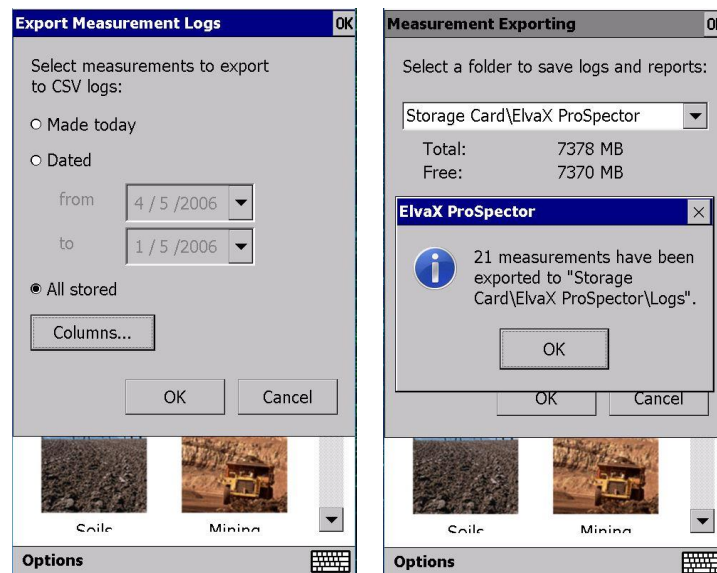 Export Measurement Logs OK
Select measurements to export
to CSV logs:
Made today
Dated
from 4 / 5 /2006
to 1 / 5 /2006
All stored
Columns...
OK Cancel
Soils Mining
Options
Measurement Exporting
Select a folder to save logs and reports:
Storage Card\ElvaX ProSpector
Total: 7378 MB
Free: 7370 MB
ElvaX ProSpector
21 measurements have been
exported to "Storage
Card\ElvaX ProSpector\Logs".
OK
OK Cancel
Soils Mining
Options